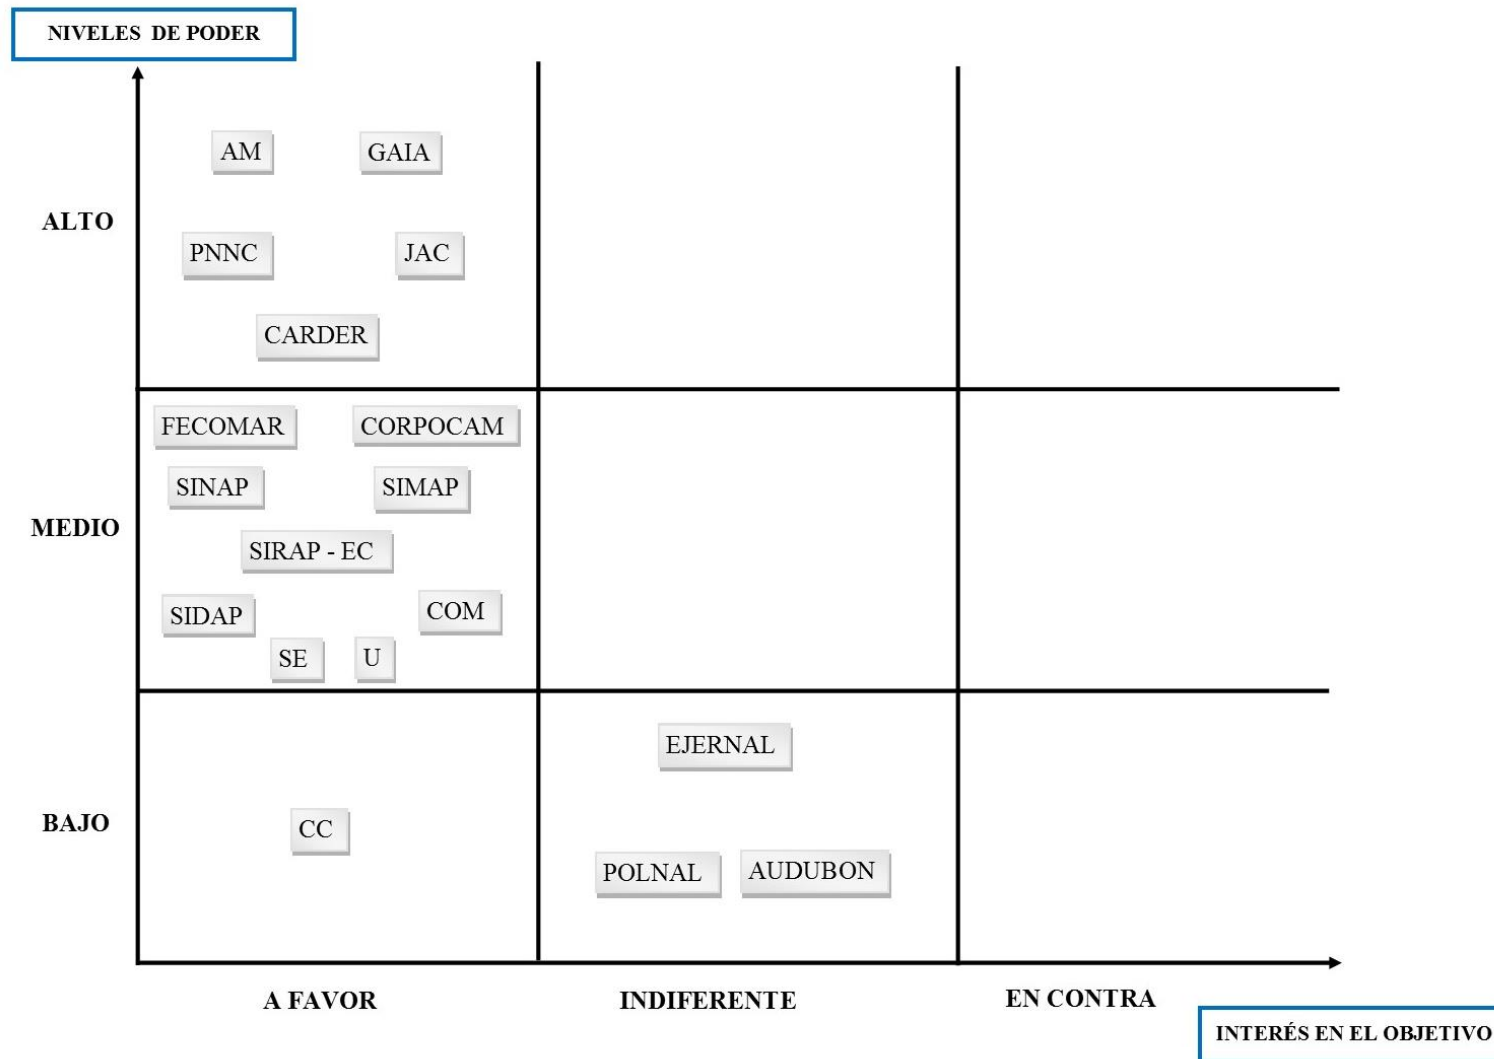 NIVELES DE PODER
AM
GAIA
ALTO
PNNC
JAC
CARDER
FECOMAR
CORPOCAM
SINAP
SIMAP
MEDIO
SIRAP - EC
SIDAP
COM
SE
U
EJERNAL
BAJO
CC
POLNAL
AUDUBON
A FAVOR
INDIFERENTE
EN CONTRA
INTERÉS EN EL OBJETIVO